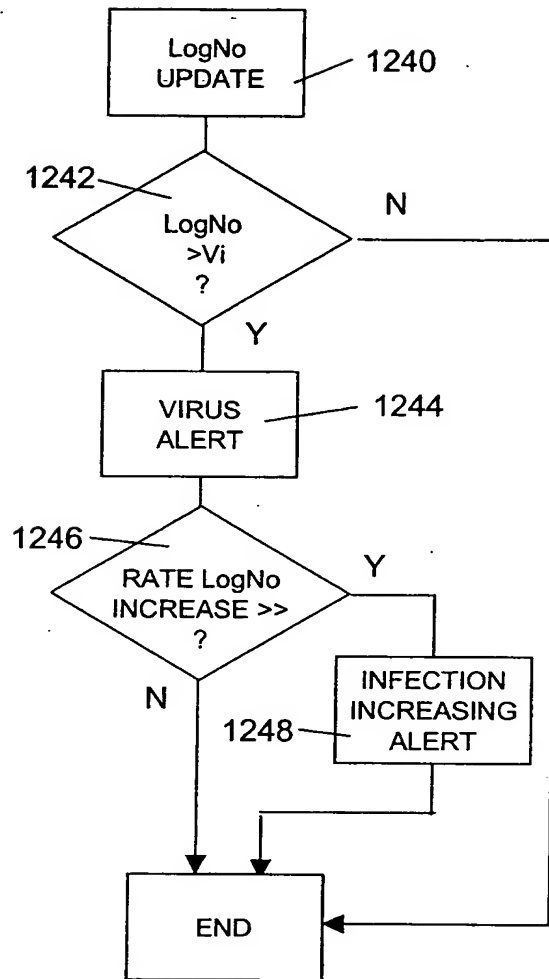 LogNo
UPDATE
1240
1242
LogNo
>Vi
?
N
Y
VIRUS
ALERT
1244
1246
RATE LogNo
INCREASE >>
?
Y
N
INFECTION
INCREASING
ALERT
1248
END